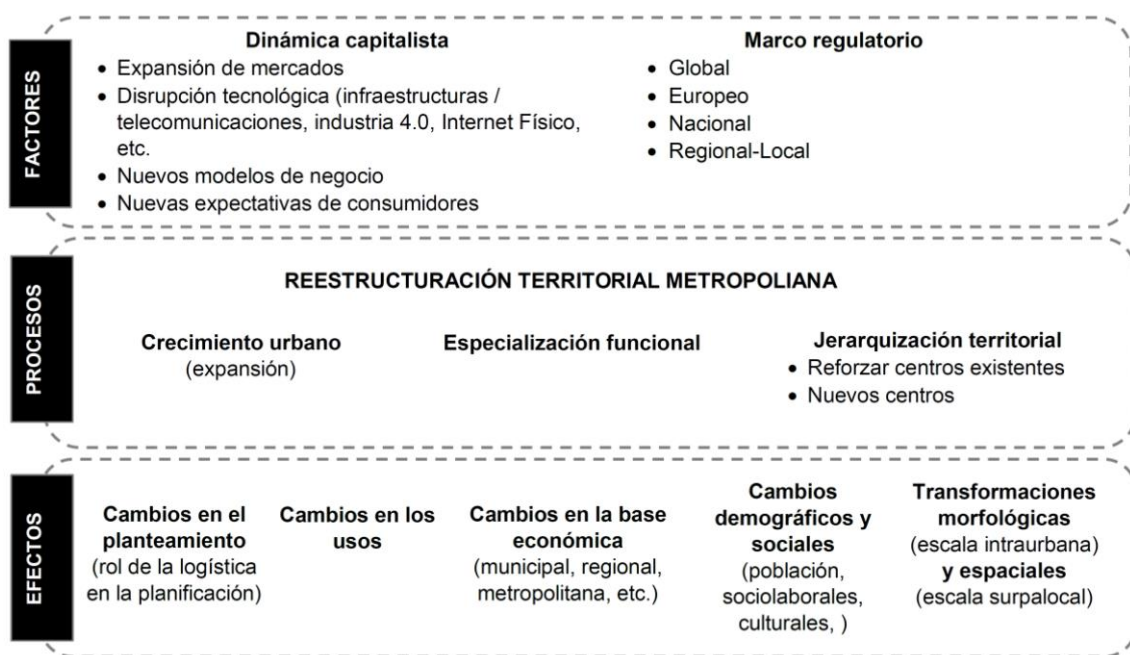 FACTORES
Dinámica capitalista
• Expansión de mercados
• Disrupción tecnológica (infraestructuras /
telecomunicaciones, industria 4.0, Internet Físico,
etc.
• Nuevos modelos de negocio
• Nuevas expectativas de consumidores
Marco regulatorio
• Global
• Europeo
• Nacional
• Regional-Local
PROCESOS
REESTRUCTURACIÓN TERRITORIAL METROPOLIANA
Crecimiento urbano
(expansión)
Especialización funcional
Jerarquización territorial
• Reforzar centros existentes
• Nuevos centros
EFECTOS
Cambios en el
planteamiento
(rol de la logística
en la planificación)
Cambios en los
usos
Cambios en la base
económica
(municipal, regional,
metropolitana, etc.)
Cambios
demográficos y
sociales
(población,
sociolaborales,
culturales, )
Transformaciones
morfológicas
(escala intraurbana)
y espaciales
(escala surpalocal)